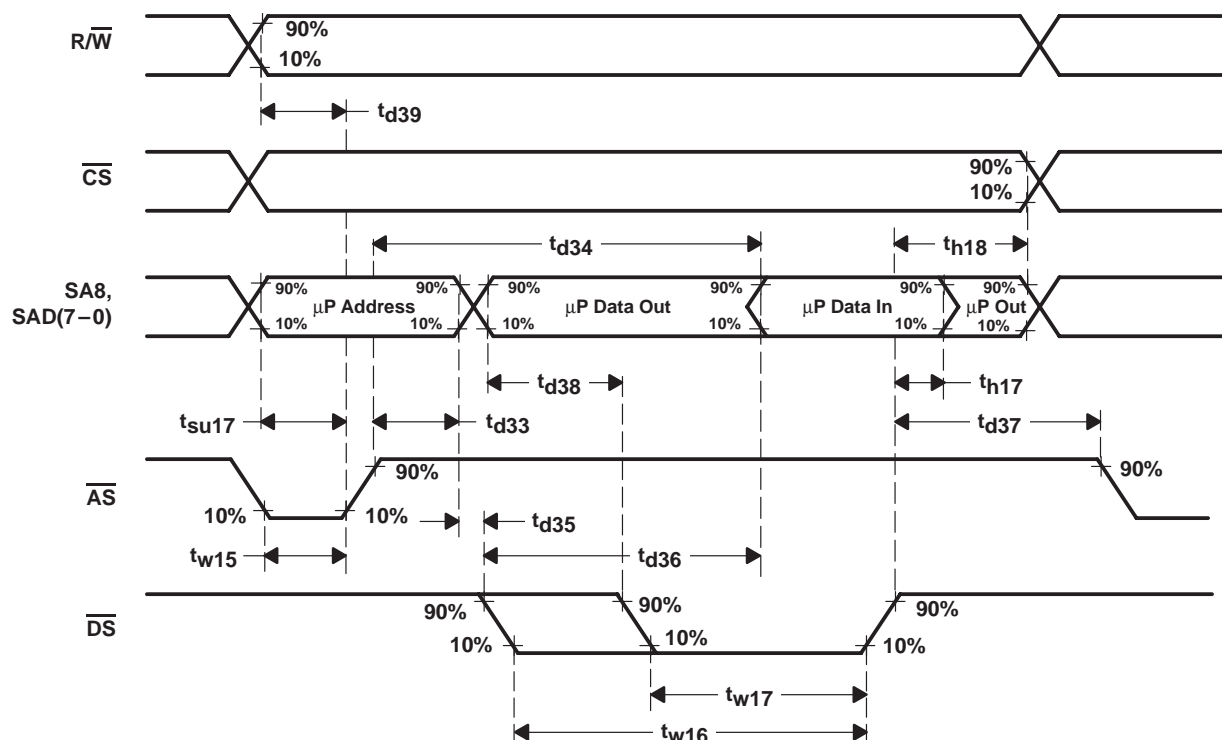 R/W
90%
10%
td39
CS
90%
10%
td34
th18
SA8,
SAD(7–0)
90%
μP Address
90%
90%
μP Data Out
90%
90%
μP Data In
90%
μP Out
90%
10%
10%
10%
10%
10%
10%
10%
td38
th17
tsu17
td33
td37
AS
90%
90%
10%
10%
td35
tw15
td36
DS
90%
90%
90%
10%
10%
10%
tw17
tw16